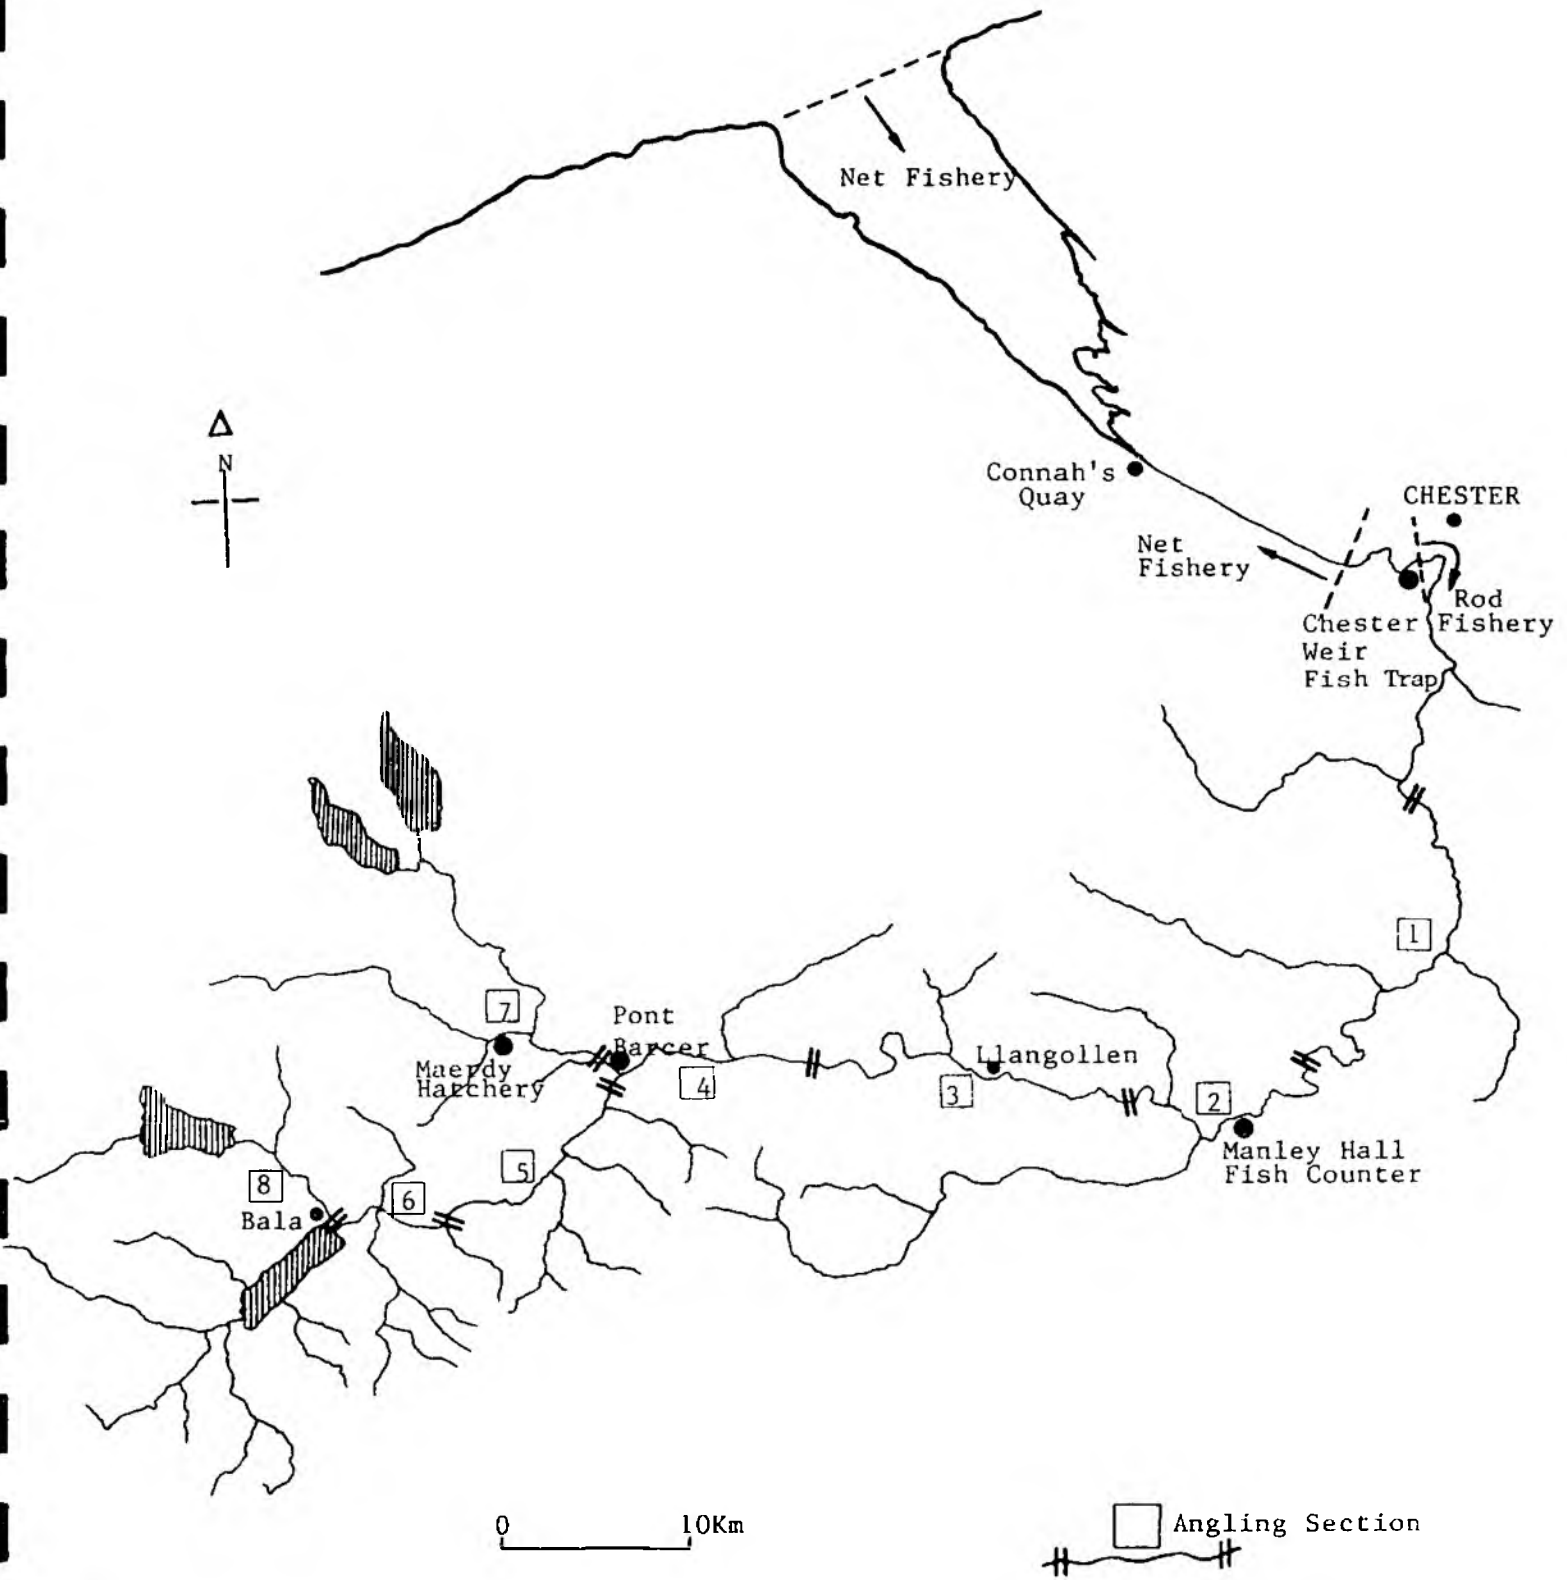 Net Fishery
N
Connah's
Quay
CHESTER
Net
Fishery
Rod
Fishery
Chester
Weir
Fish Trap
1
7
Pont
Barcer
Maerdy
Hatchery
4
Llangollen
3
2
Manley Hall
Fish Counter
5
8
6
Bala
0 10Km
Angling Section